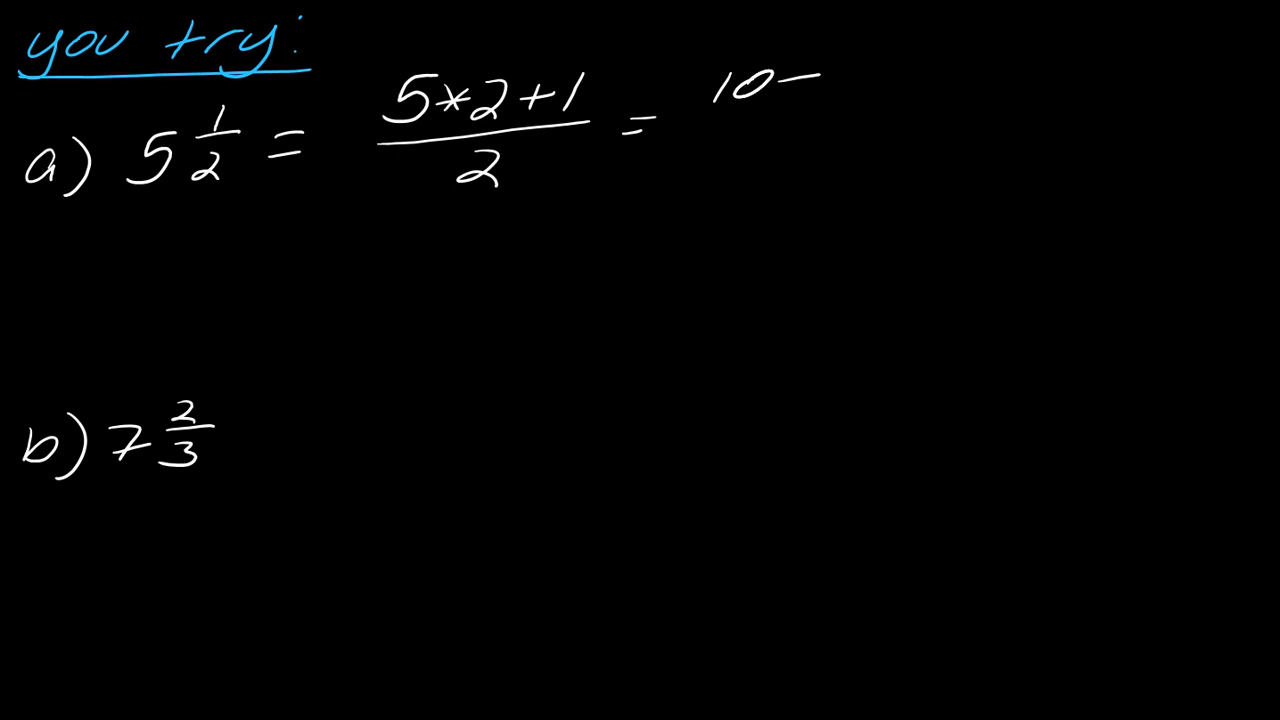 you try:
a) 5 1/2 = (5*2+1)/2 = 10-
b) 7 2/3